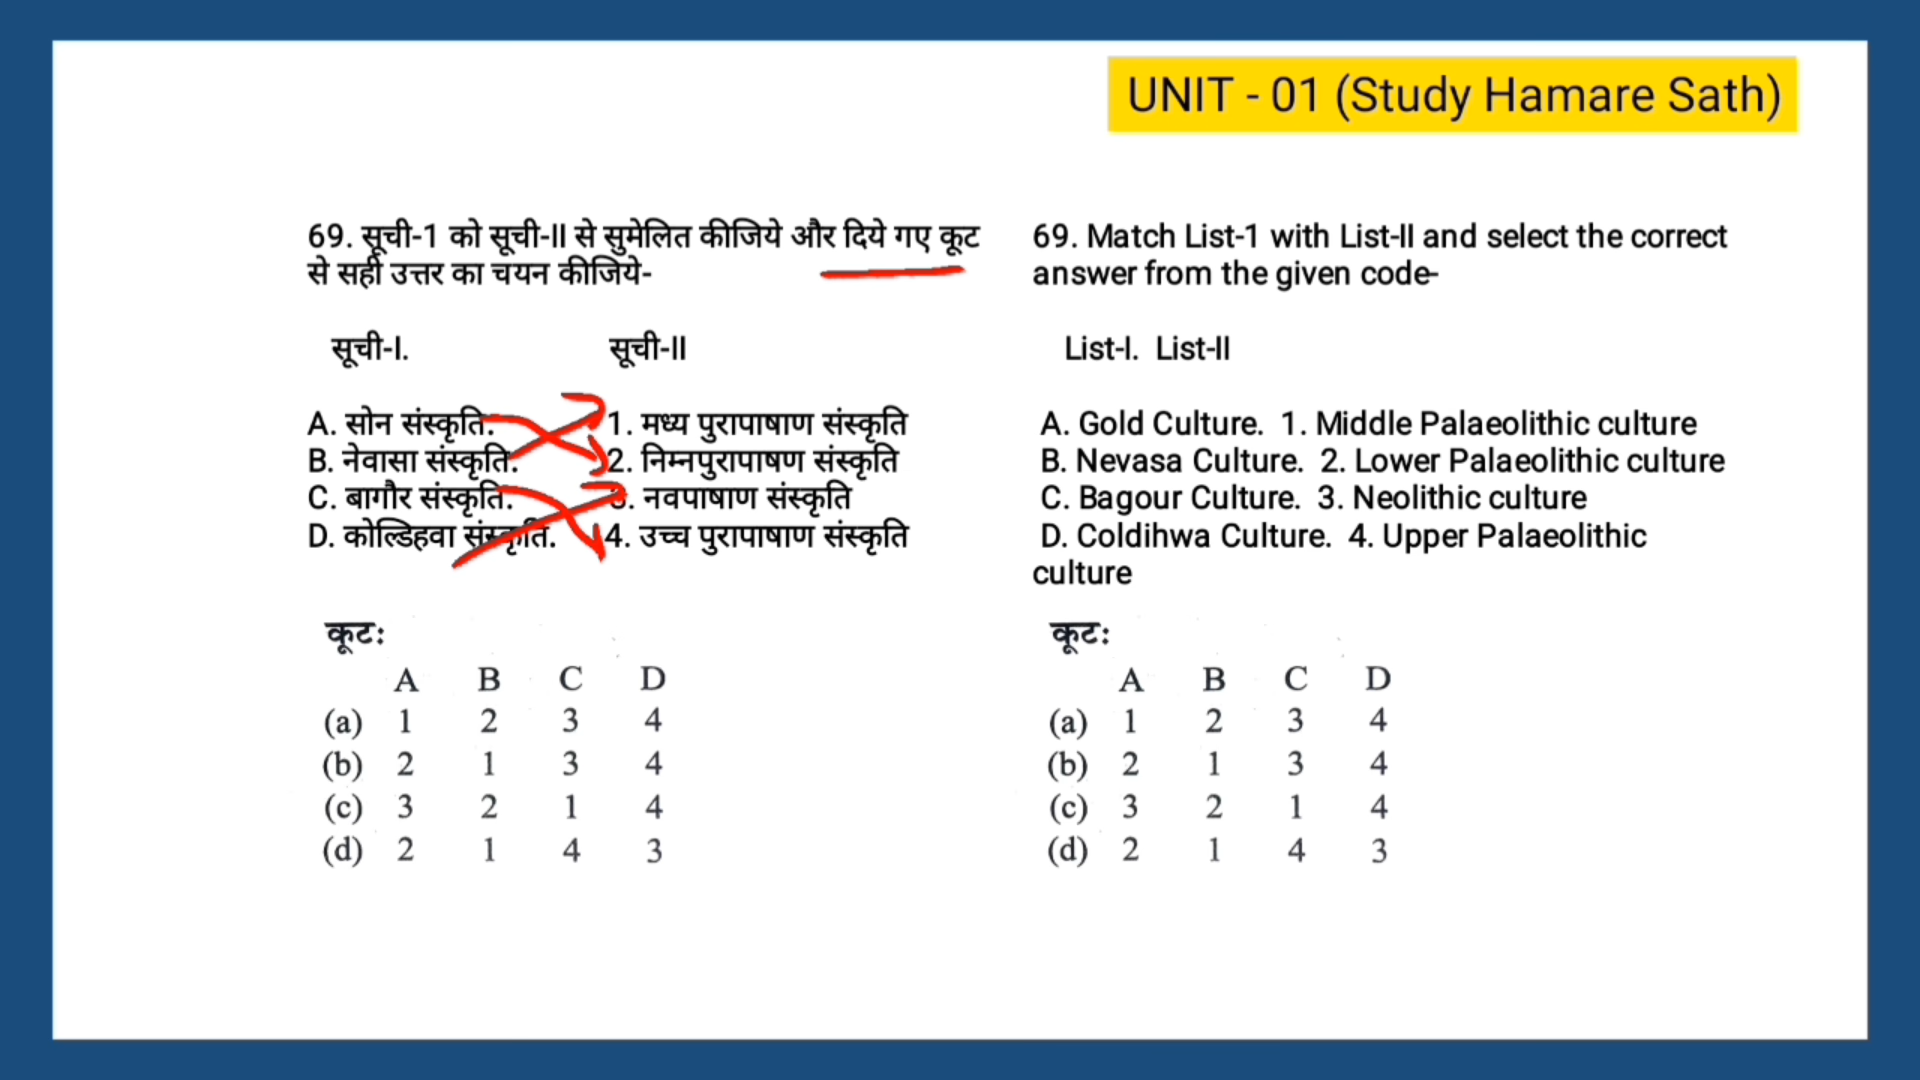 UNIT - 01 (Study Hamare Sath)
69. सूची-1 को सूची-II से सुमेलित कीजिये और दिये गए कूट
से सही उत्तर का चयन कीजिये-
सूची-I. सूची-II
A. सोन संस्कृति. 1. मध्य पुरापाषाण संस्कृति
B. नेवासा संस्कृति. 2. निम्नपुरापाषण संस्कृति
C. बागौर संस्कृति. 3. नवपाषाण संस्कृति
D. कोल्डिहवा संस्कृति. 4. उच्च पुरापाषाण संस्कृति
कूटः
A B C D
(a) 1 2 3 4
(b) 2 1 3 4
(c) 3 2 1 4
(d) 2 1 4 3
69. Match List-1 with List-II and select the correct
answer from the given code-
List-I. List-II
A. Gold Culture. 1. Middle Palaeolithic culture
B. Nevasa Culture. 2. Lower Palaeolithic culture
C. Bagour Culture. 3. Neolithic culture
D. Coldihwa Culture. 4. Upper Palaeolithic
culture
कूटः
A B C D
(a) 1 2 3 4
(b) 2 1 3 4
(c) 3 2 1 4
(d) 2 1 4 3